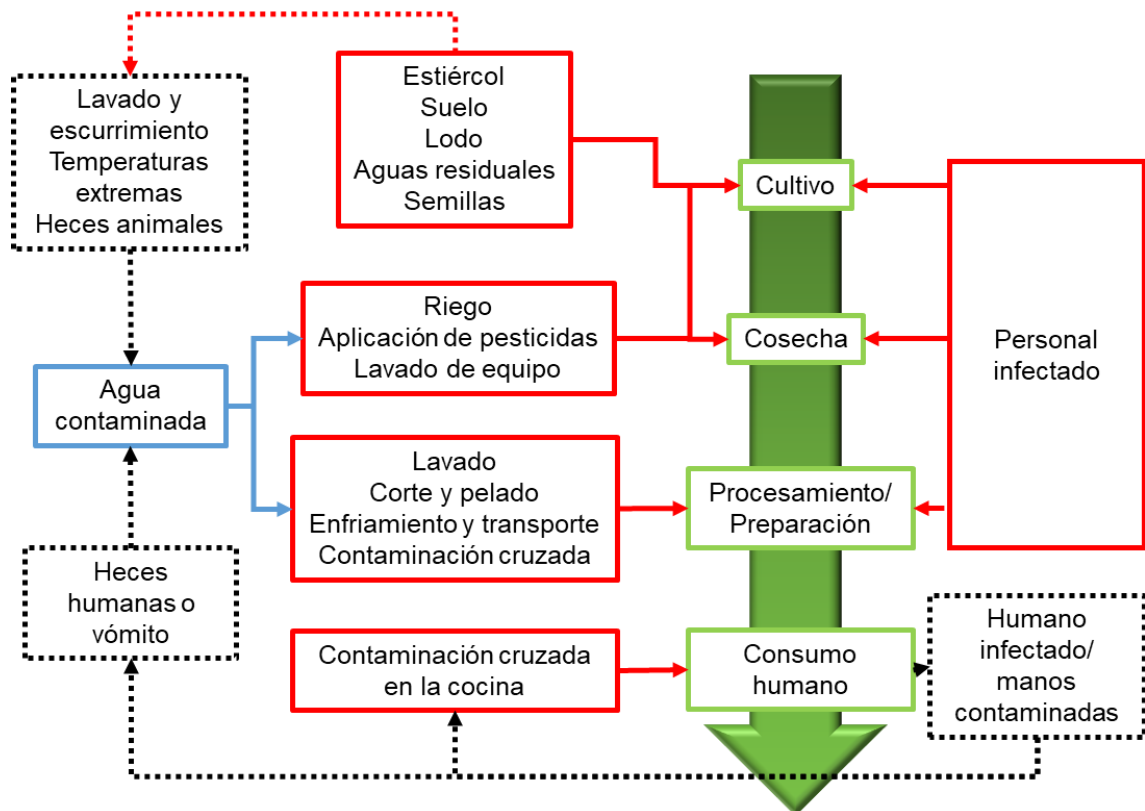 Lavado y
escurrimiento
Temperaturas
extremas
Heces animales
Estiércol
Suelo
Lodo
Aguas residuales
Semillas
Cultivo
Riego
Aplicación de pesticidas
Lavado de equipo
Cosecha
Personal
infectado
Agua
contaminada
Lavado
Corte y pelado
Enfriamiento y transporte
Contaminación cruzada
Procesamiento/
Preparación
Heces
humanas o
vómito
Contaminación cruzada
en la cocina
Consumo
humano
Humano
infectado/
manos
contaminadas